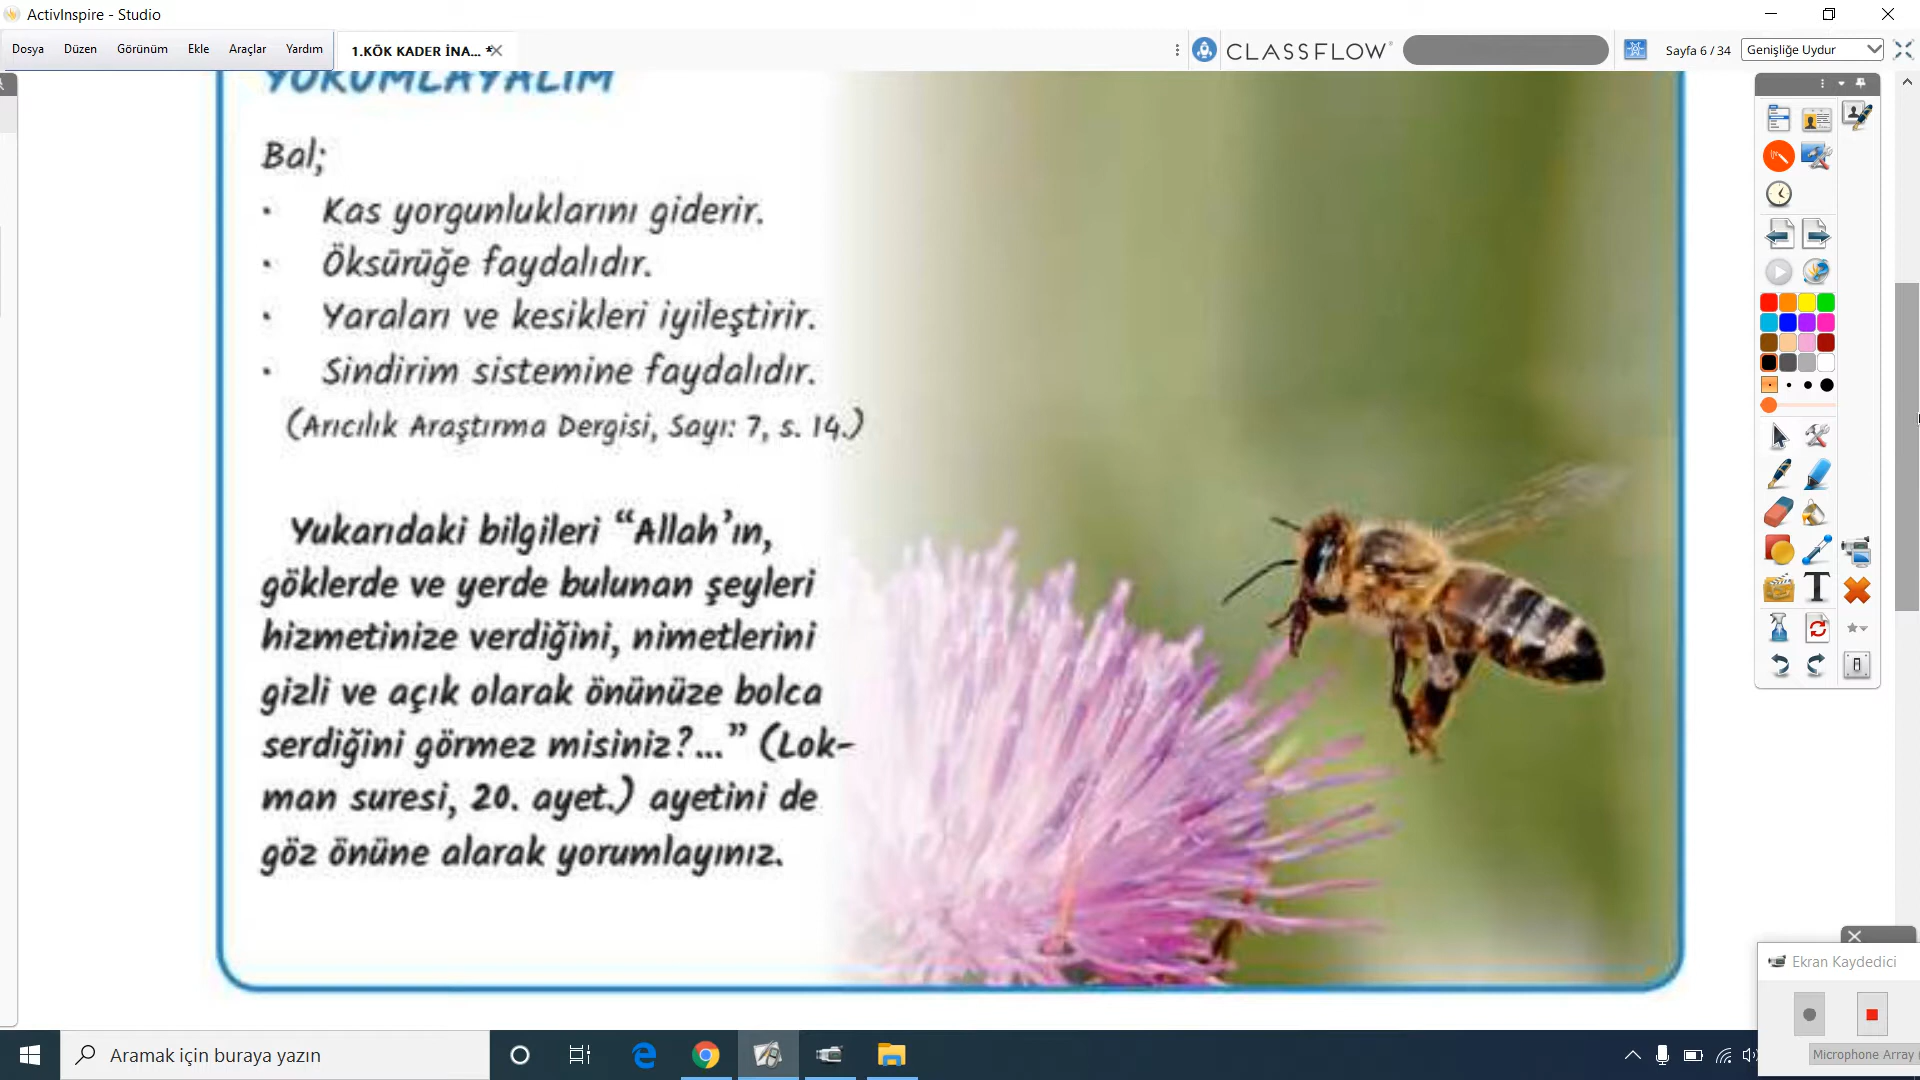 ActivInspire - Studio
Dosya Düzen Görünüm Ekle Araçlar Yardım
1.KÖK KADER İNA... *
CLASSFLOW
Sayfa 6 / 34
Genişliğe Uydur
YORUMLAYALIM
Bal;
• Kas yorgunluklarını giderir.
• Öksürüğe faydalıdır.
• Yaraları ve kesikleri iyileştirir.
• Sindirim sistemine faydalıdır.
(Arıcılık Araştırma Dergisi, Sayı: 7, s. 14.)
Yukarıdaki bilgileri “Allah’ın,
göklerde ve yerde bulunan şeyleri
hizmetinize verdiğini, nimetlerini
gizli ve açık olarak önünüze bolca
serdiğini görmez misiniz?...” (Lok-
man suresi, 20. ayet.) ayetini de
göz önüne alarak yorumlayınız.
T
Ekran Kaydedici
Microphone Array
Aramak için buraya yazın